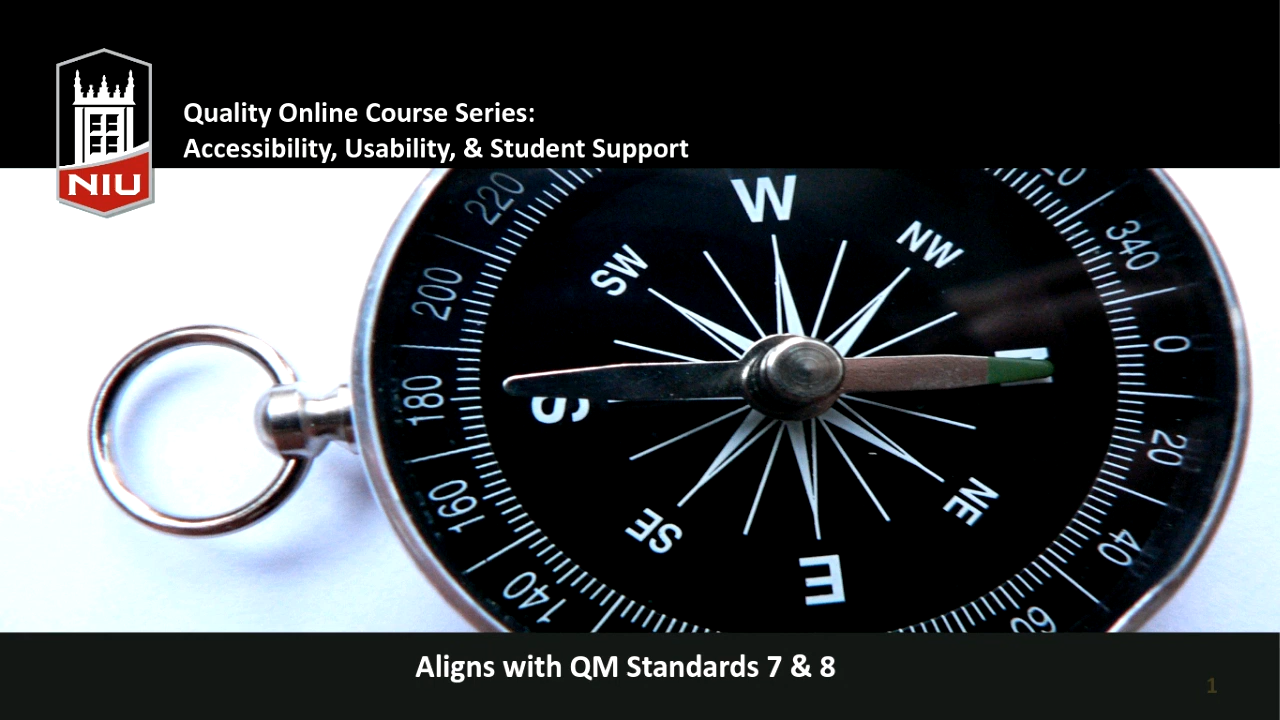 Quality Online Course Series:
Accessibility, Usability, & Student Support
NIU
W
NW
SW
S
SE
E
NE
220
200
180
160
140
340
0
20
40
60
Aligns with QM Standards 7 & 8
1